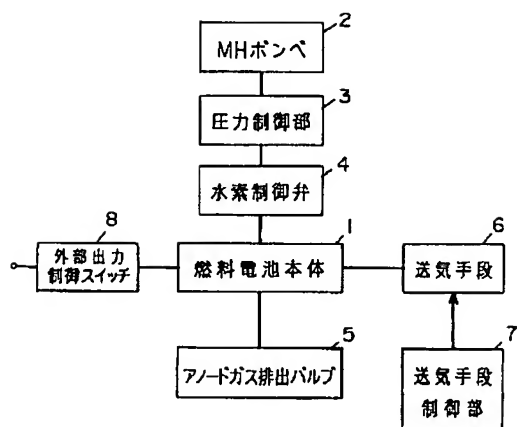 2
MHボンベ
3
圧力制御部
4
水素制御弁
8
外部出力
制御スイッチ
1
燃料電池本体
6
送気手段
5
アノードガス排出バルブ
7
送気手段
制御部